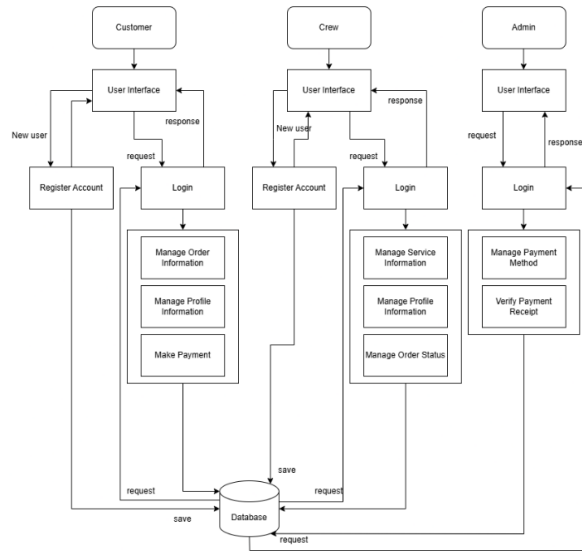 Customer
Crew
Admin
User Interface
User Interface
User Interface
New user
response
request
New user
response
request
request
response
Register Account
Login
Register Account
Login
Login
Manage Order
Information
Manage Service
Information
Manage Payment
Method
Manage Profile
Information
Manage Profile
Information
Verify Payment
Receipt
Make Payment
Manage Order Status
save
request
request
Database
save
request